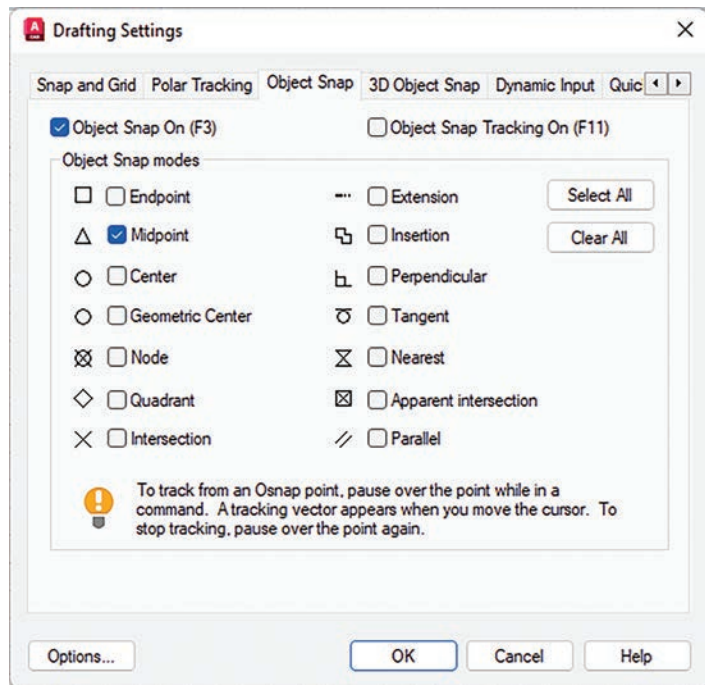 Drafting Settings
Snap and Grid Polar Tracking Object Snap 3D Object Snap Dynamic Input Quic
Object Snap On (F3) Object Snap Tracking On (F11)
Object Snap modes
Endpoint Extension Select All
Midpoint Insertion Clear All
Center Perpendicular
Geometric Center Tangent
Node Nearest
Quadrant Apparent intersection
Intersection Parallel
To track from an Osnap point, pause over the point while in a
command. A tracking vector appears when you move the cursor. To
stop tracking, pause over the point again.
Options... OK Cancel Help